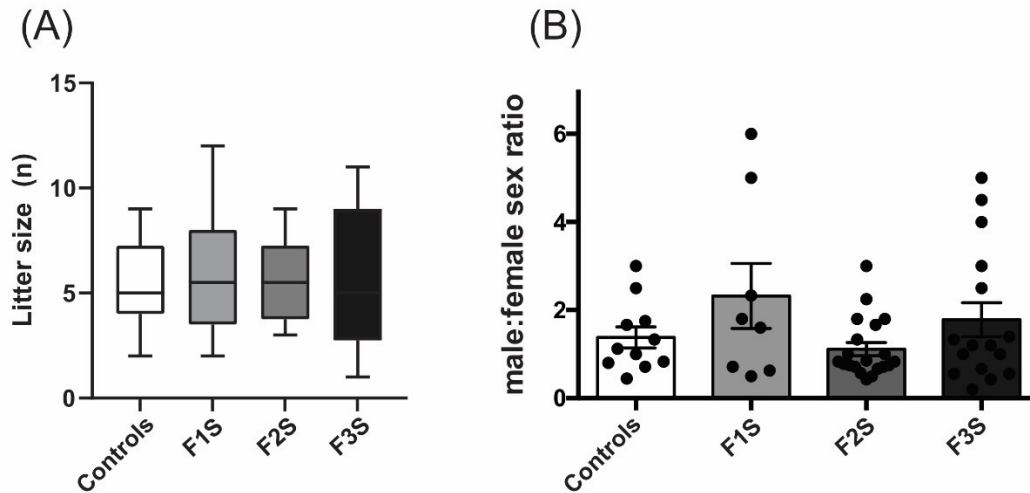 (A)
Litter size (n)
15
10
5
0
Controls
F1S
F2S
F3S
(B)
male:female sex ratio
6
4
2
0
Controls
F1S
F2S
F3S